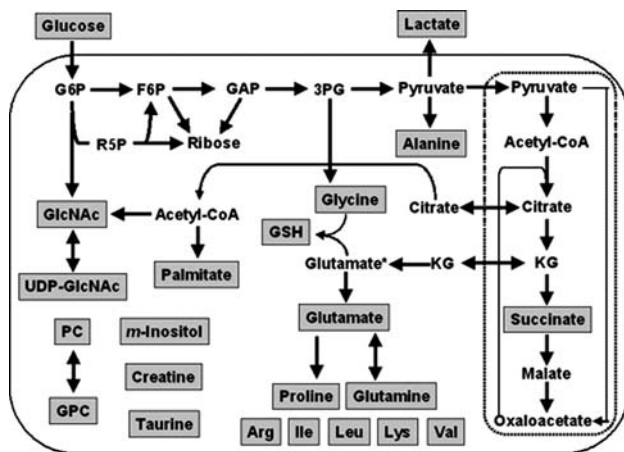 Glucose
Lactate
G6P F6P GAP 3PG Pyruvate Pyruvate
R5P Ribose
Alanine
Acetyl-CoA
GlcNAc Acetyl-CoA Glycine Citrate Citrate
GSH
UDP-GlcNAc Palmitate Glutamate* KG KG
PC m-Inositol Glutamate Succinate
Creatine Malate
GPC Proline Glutamine
Taurine Oxaloacetate
Arg Ile Leu Lys Val